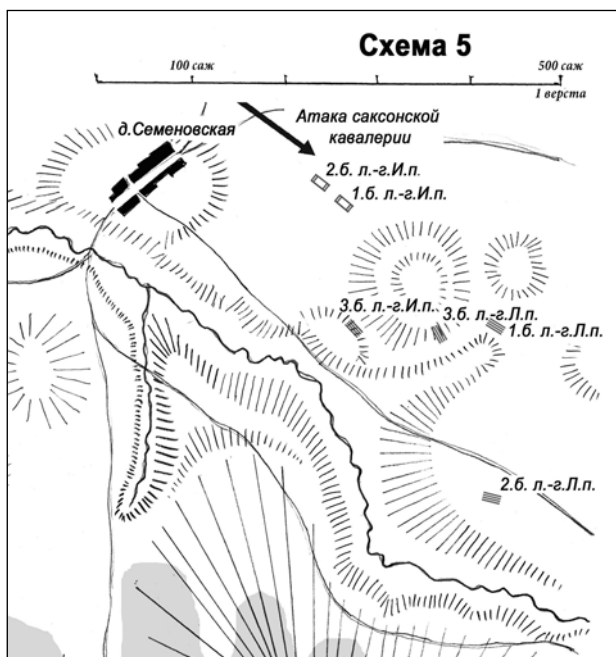 Схема 5
100 саж
500 саж
1 верста
д.Семеновская
Атака саксонской
кавалерии
2.б. л.-г.И.п.
1.б. л.-г.И.п.
3.б. л.-г.И.п.
3.б. л.-г.Л.п.
1.б. л.-г.Л.п.
2.б. л.-г.Л.п.